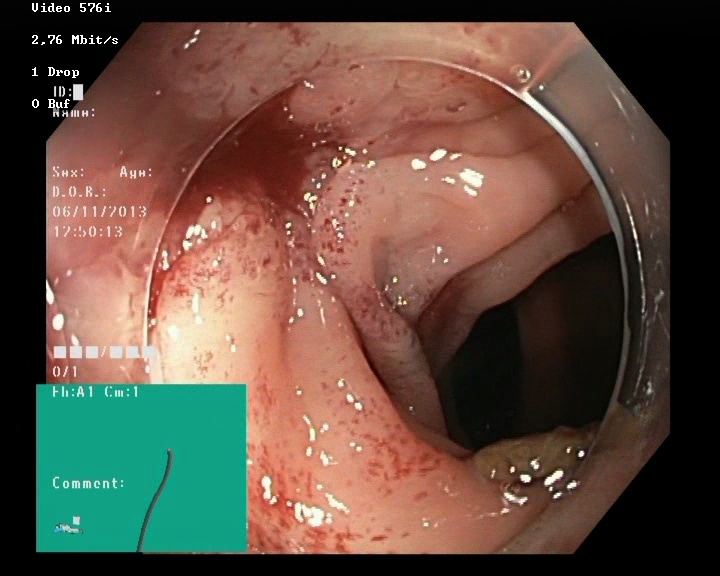 Video 576i
2,76 Mbit/s
1 Drop
ID:
0 Buf
Name:
Sex: Age:
D.O.B.:
06/11/2013
12:50:13
0/1
Eh:A1 Cm:1
Comment: